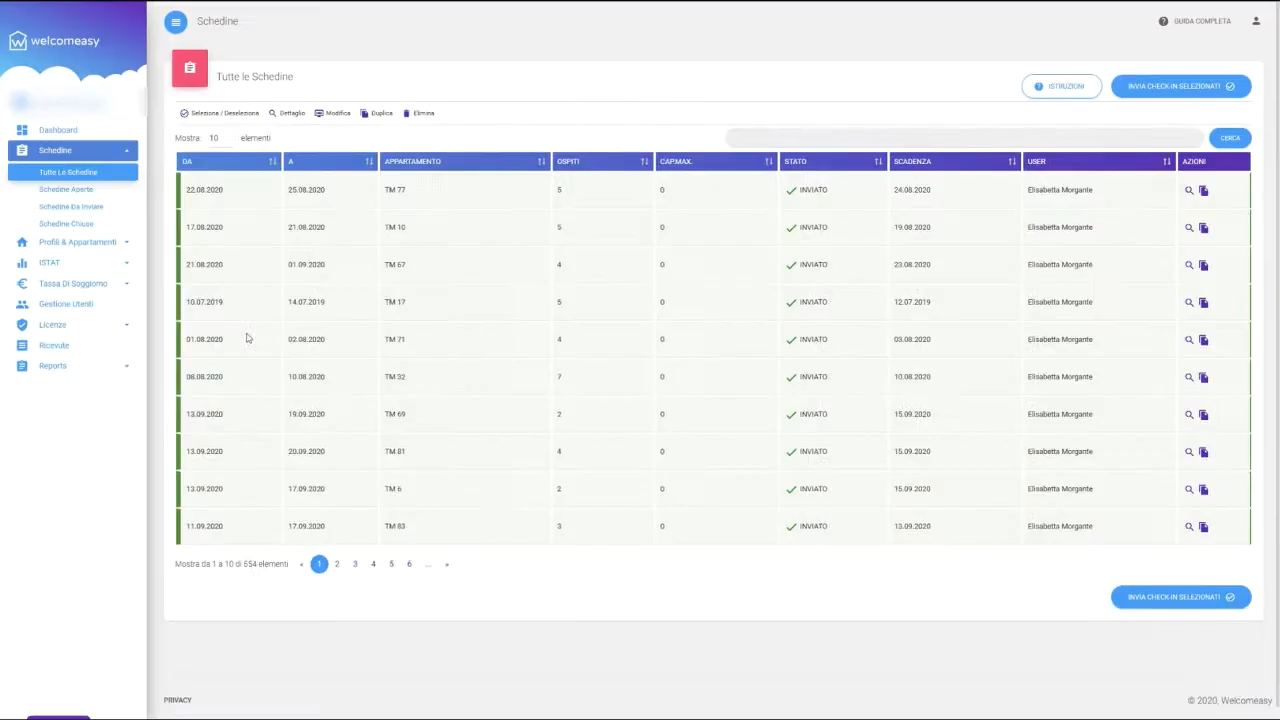 welcomeasy
Dashboard
Schedine
Tutte Le Schedine
Schedine Aperte
Schedine Da Inviare
Schedine Chiuse
Profili & Appartamenti
ISTAT
Tassa Di Soggiorno
Gestione Utenti
Licenze
Ricevute
Reports
Schedine
GUIDA COMPLETA
Tutte le Schedine
ISTRUZIONI
INVIA CHECK-IN SELEZIONATI
Seleziona / Deseleziona Dettaglio Modifica Duplica Elimina
Mostra: 10 elementi
CERCA
DA A APPARTAMENTO OSPITI CAP.MAX. STATO SCADENZA USER AZIONI
22.08.2020 25.08.2020 TM 77 5 0 INVIATO 24.08.2020 Elisabetta Morgante
17.08.2020 21.08.2020 TM 10 5 0 INVIATO 19.08.2020 Elisabetta Morgante
21.08.2020 01.09.2020 TM 67 4 0 INVIATO 23.08.2020 Elisabetta Morgante
10.07.2019 14.07.2019 TM 17 5 0 INVIATO 12.07.2019 Elisabetta Morgante
01.08.2020 02.08.2020 TM 71 4 0 INVIATO 03.08.2020 Elisabetta Morgante
08.08.2020 10.08.2020 TM 32 7 0 INVIATO 10.08.2020 Elisabetta Morgante
13.09.2020 19.09.2020 TM 69 2 0 INVIATO 15.09.2020 Elisabetta Morgante
13.09.2020 20.09.2020 TM 81 4 0 INVIATO 15.09.2020 Elisabetta Morgante
13.09.2020 17.09.2020 TM 6 2 0 INVIATO 15.09.2020 Elisabetta Morgante
11.09.2020 17.09.2020 TM 83 3 0 INVIATO 13.09.2020 Elisabetta Morgante
Mostra da 1 a 10 di 554 elementi « 1 2 3 4 5 6 ... »
INVIA CHECK-IN SELEZIONATI
PRIVACY
© 2020, Welcomeasy